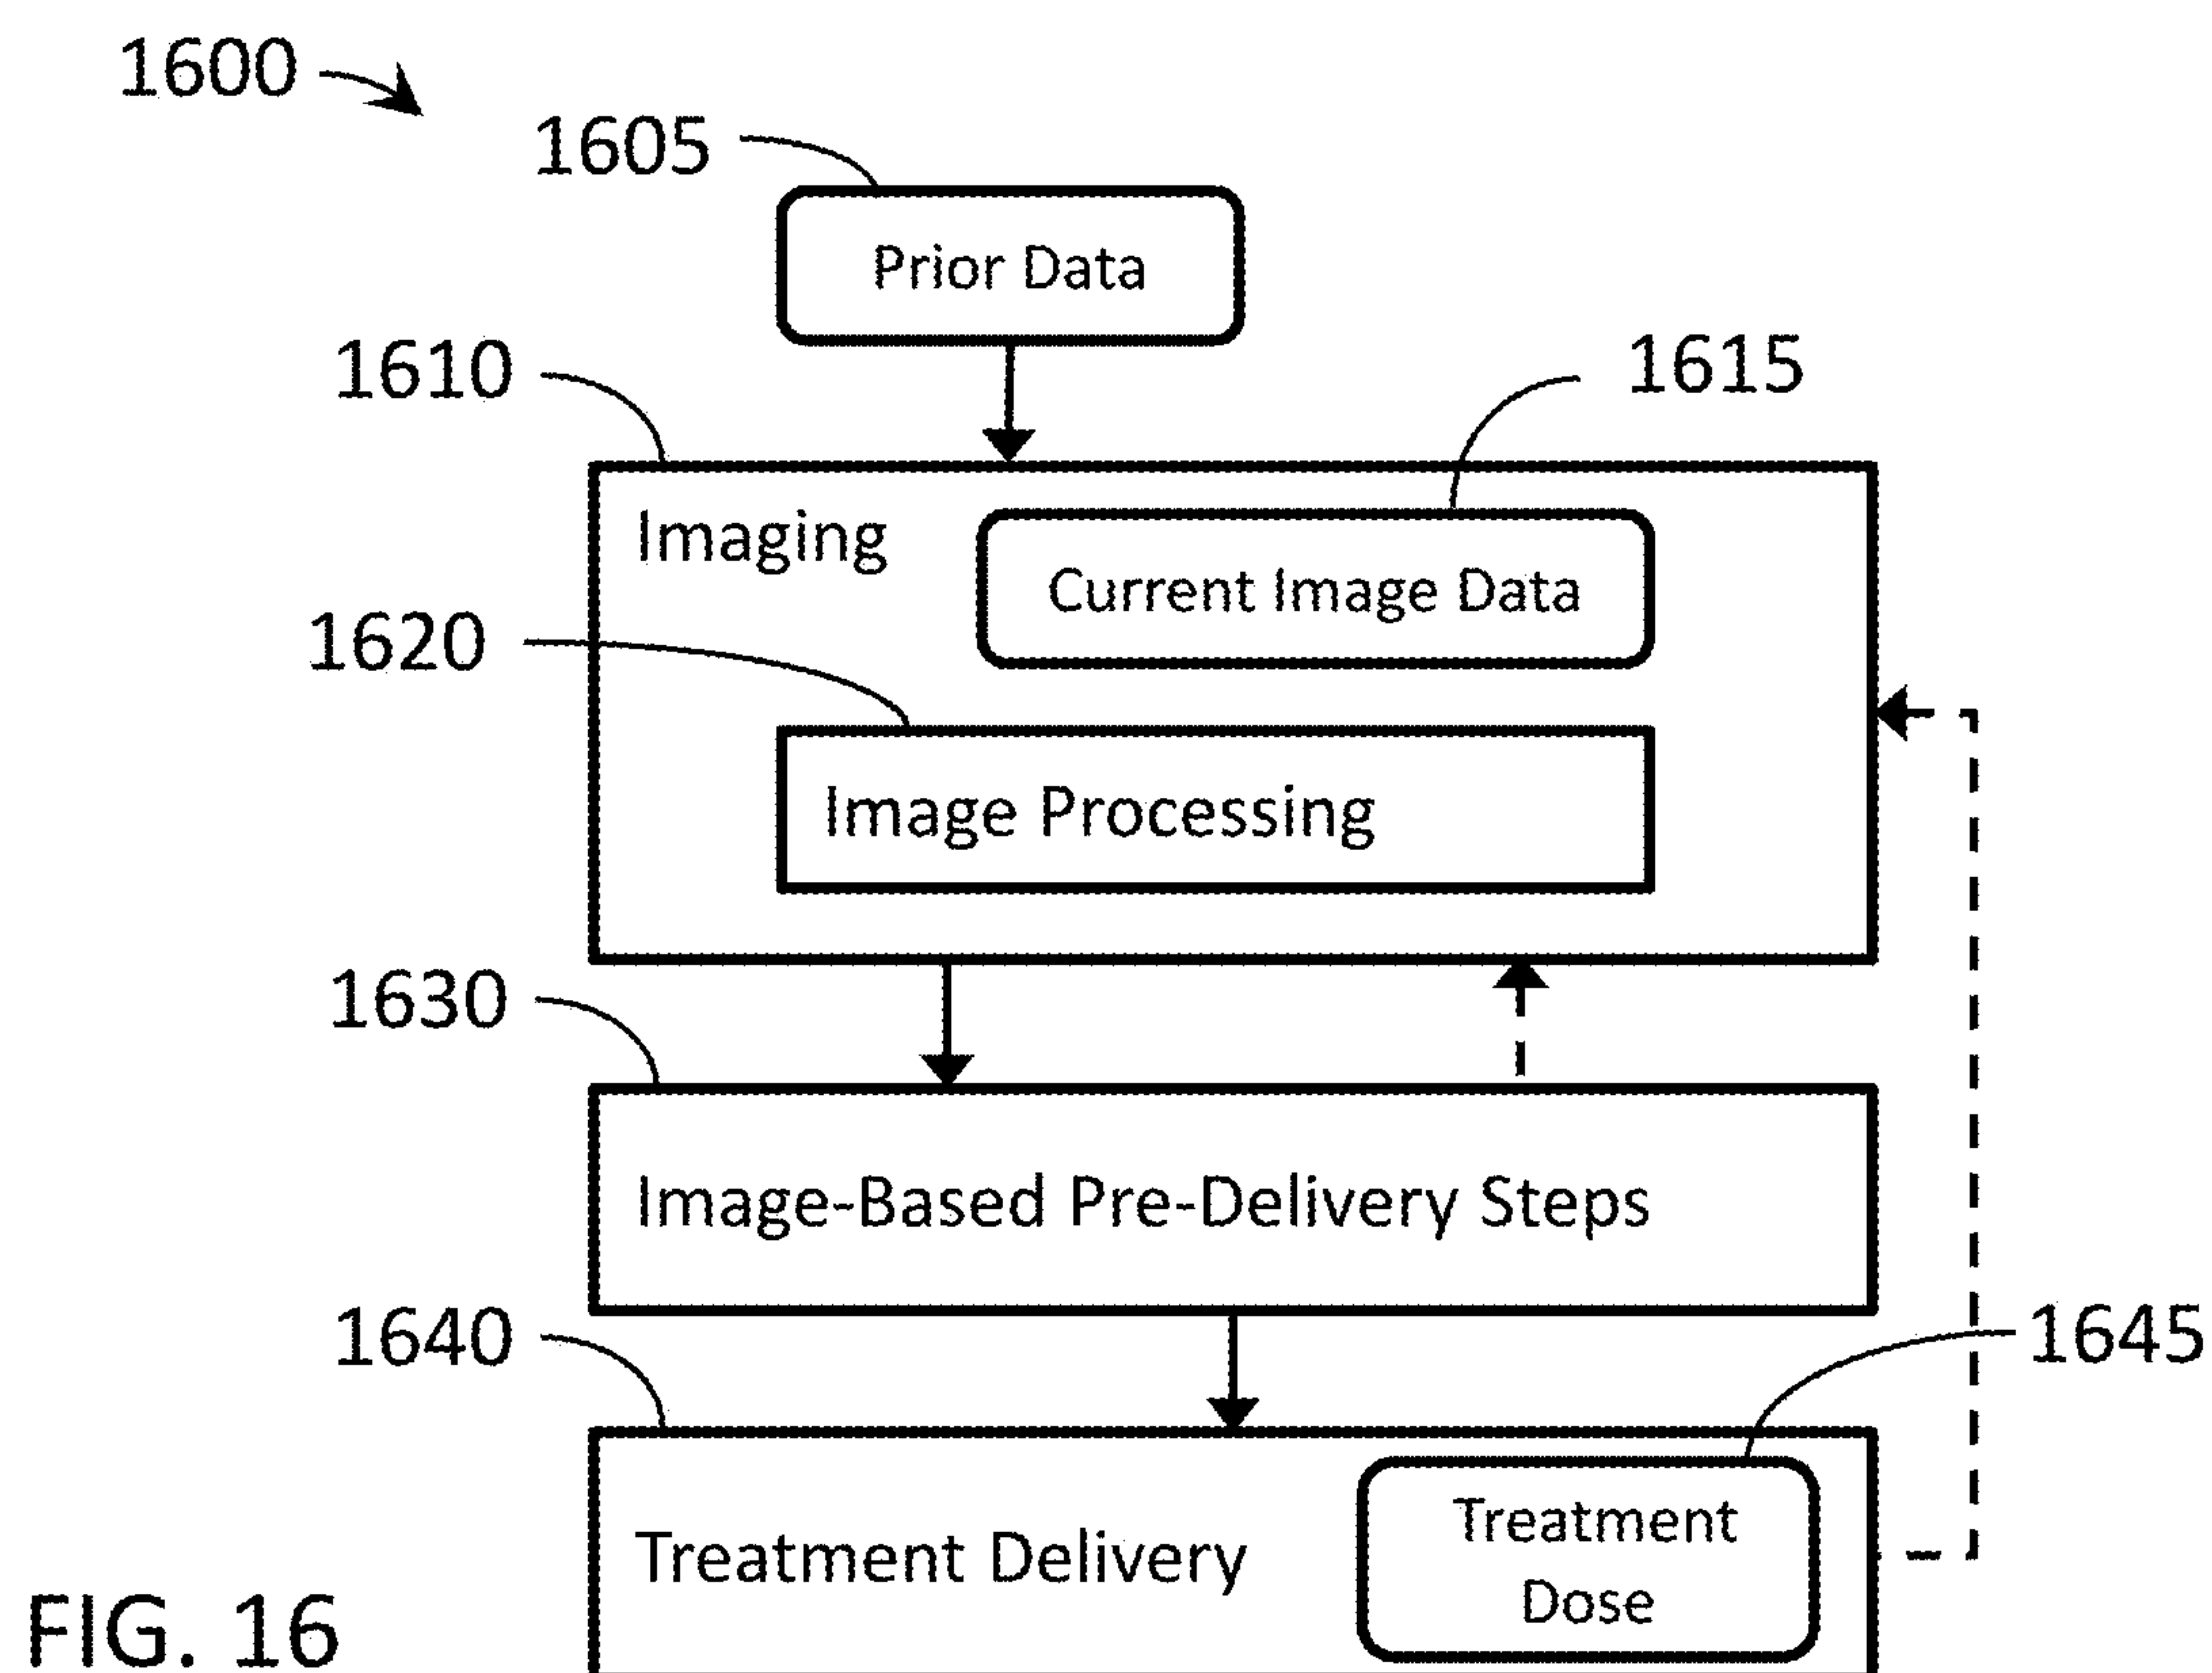 1600
1605
Prior Data
1610
1615
Imaging
Current Image Data
1620
Image Processing
1630
Image-Based Pre-Delivery Steps
1640
1645
Treatment Delivery
Treatment
Dose
FIG. 16